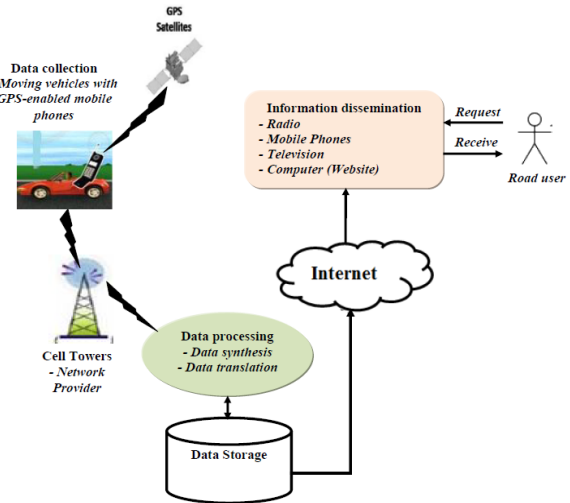 GPS
Satellites
Data collection
Moving vehicles with
GPS-enabled mobile
phones
Information dissemination
- Radio
- Mobile Phones
- Television
- Computer (Website)
Request
Receive
Road user
Internet
Cell Towers
- Network
Provider
Data processing
- Data synthesis
- Data translation
Data Storage